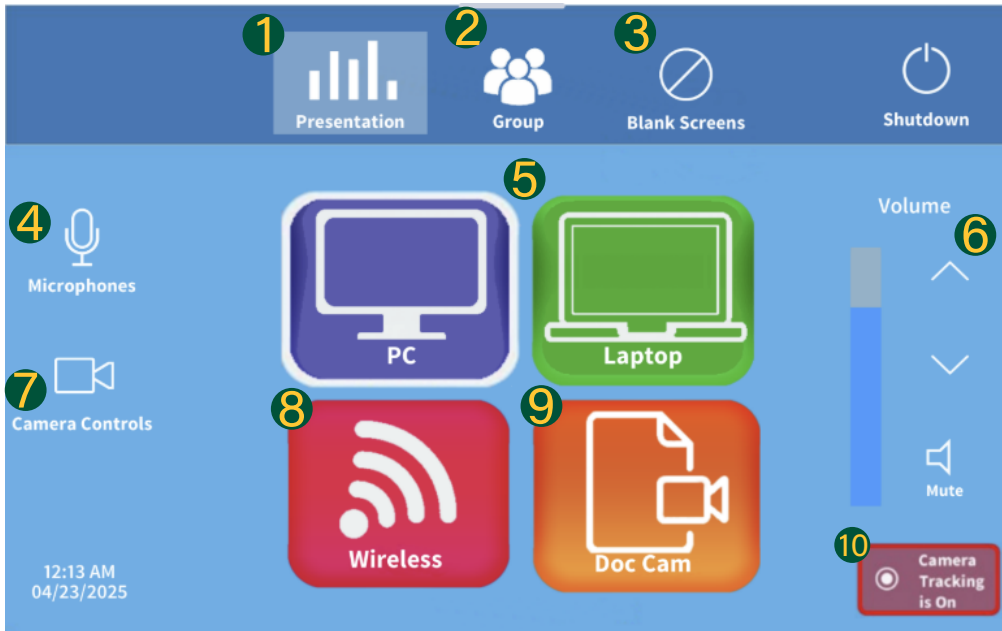 1
Presentation
2
Group
3
Blank Screens
Shutdown
4
Microphones
5
PC
Laptop
Volume
6
7
Camera Controls
8
Wireless
9
Doc Cam
Mute
10
Camera
Tracking
is On
12:13 AM
04/23/2025